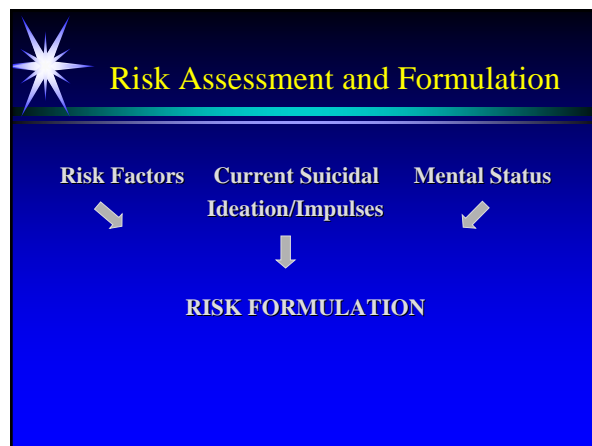 Risk Assessment and Formulation
Risk Factors Current Suicidal Mental Status
Ideation/Impulses
RISK FORMULATION